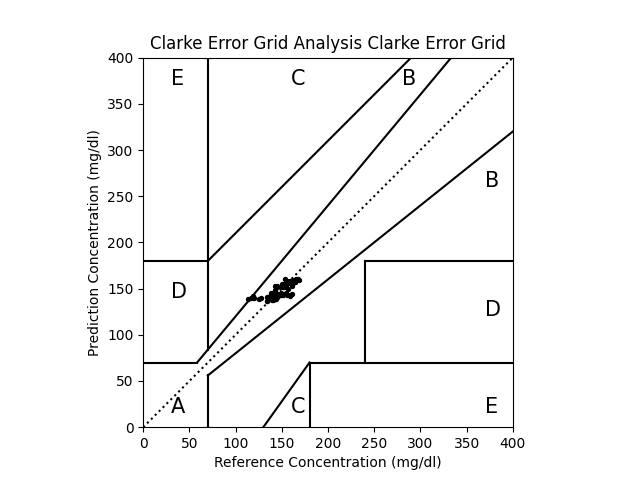 Clarke Error Grid Analysis Clarke Error Grid
Prediction Concentration (mg/dl)
400
350
300
250
200
150
100
50
0
E
C
B
B
D
D
A
C
E
0 50 100 150 200 250 300 350 400
Reference Concentration (mg/dl)